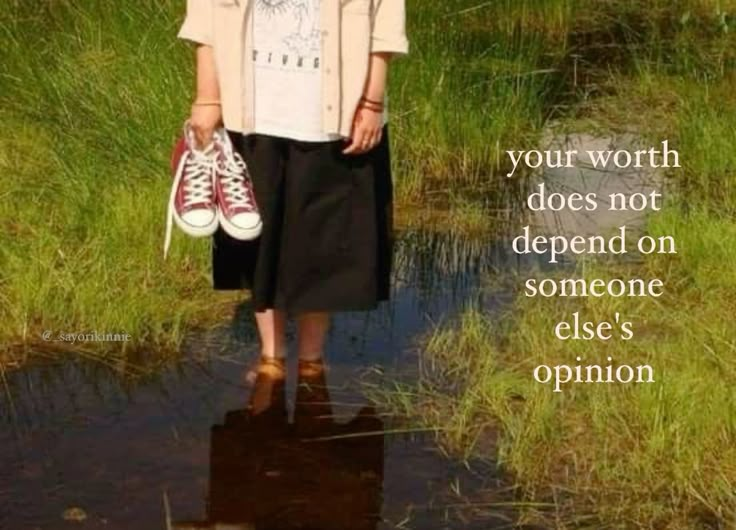 your worth
does not
depend on
someone
else's
opinion
@_sayorikinnie